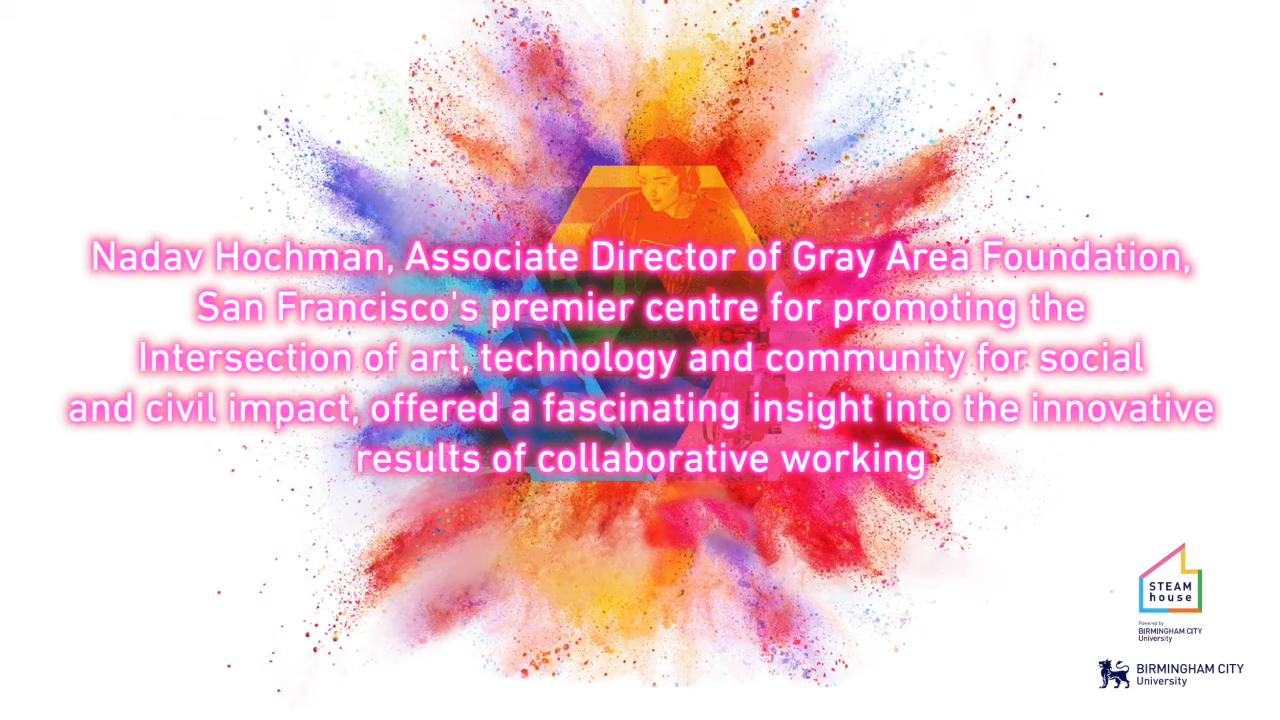 Nadav Hochman, Associate Director of Gray Area Foundation,
San Francisco's premier centre for promoting the
Intersection of art, technology and community for social
and civil impact, offered a fascinating insight into the innovative
results of collaborative working
STEAM
house
Powered by
BIRMINGHAM CITY
University
BIRMINGHAM CITY
University